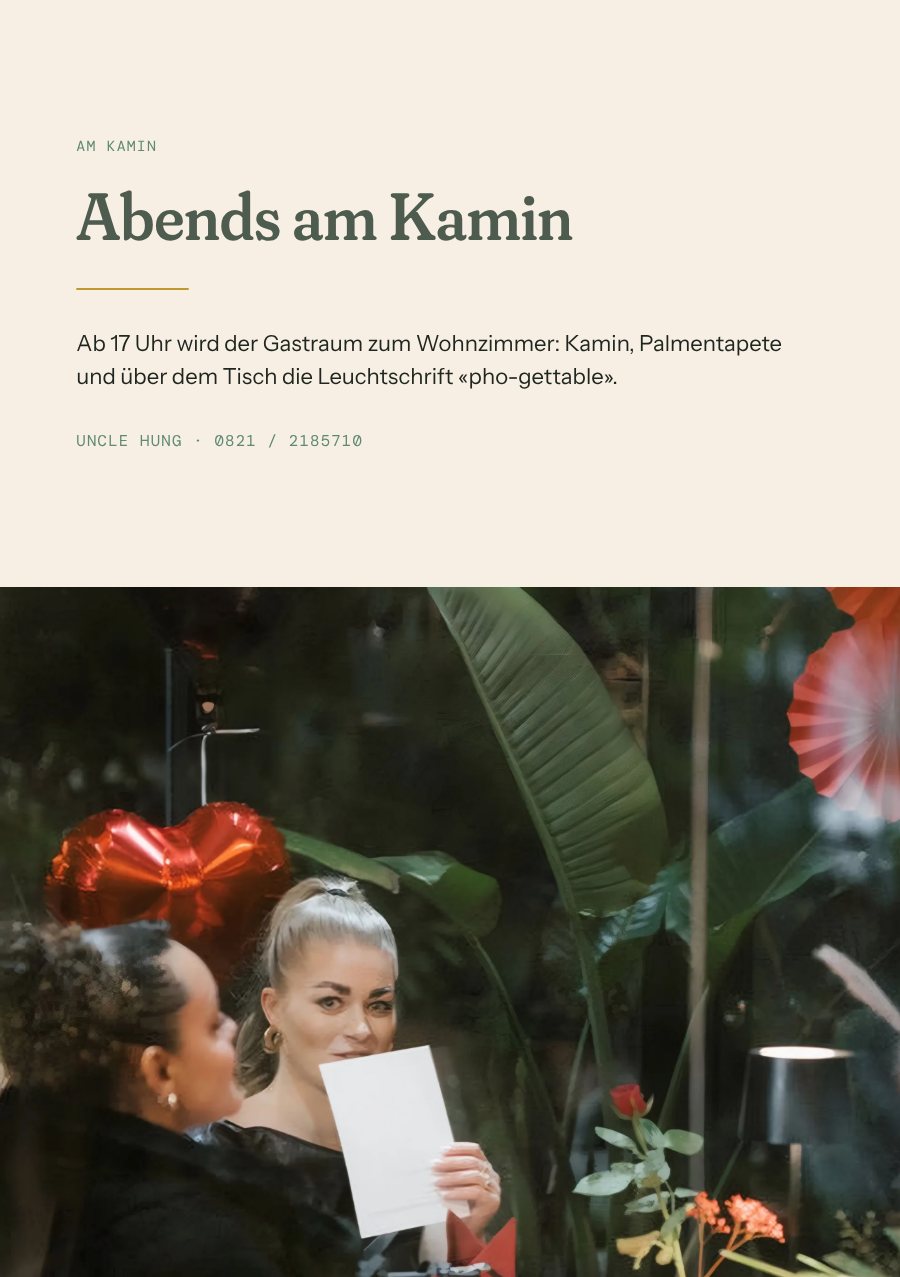 AM KAMIN
Abends am Kamin
Ab 17 Uhr wird der Gastraum zum Wohnzimmer: Kamin, Palmentapete
und über dem Tisch die Leuchtschrift «pho-gettable».
UNCLE HUNG · 0821 / 2185710